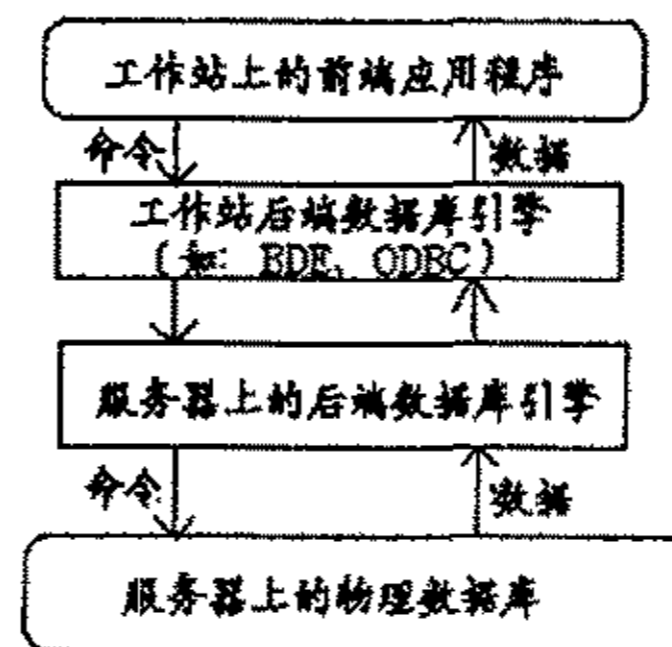 工作站上的前端应用程序
命令
数据
工作站后端数据库引擎
(如: BDE、ODBC)
服务器上的后端数据库引擎
命令
数据
服务器上的物理数据库